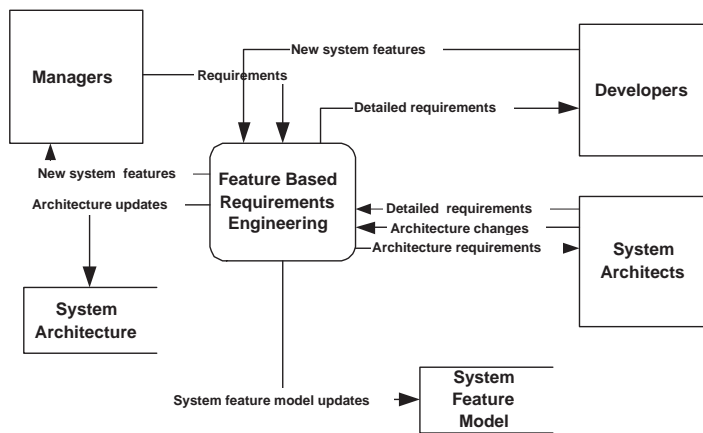 New system features
Managers
Requirements
Developers
Detailed requirements
New system features
Feature Based
Requirements
Engineering
Architecture updates
Detailed requirements
Architecture changes
Architecture requirements
System
Architects
System
Architecture
System feature model updates
System
Feature
Model